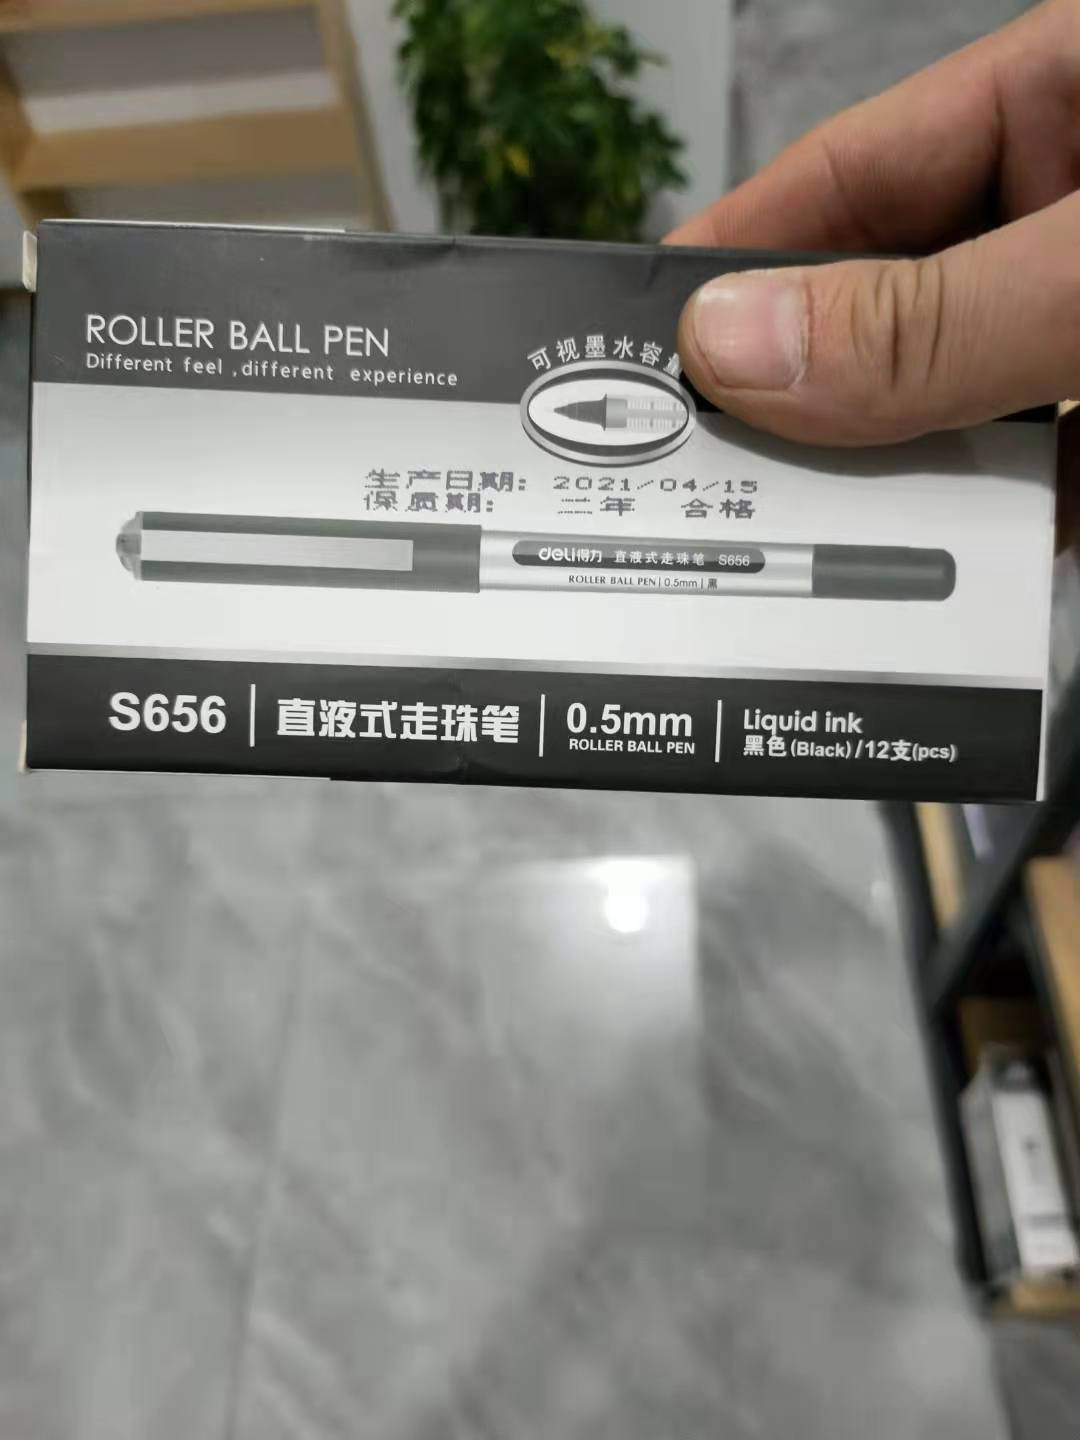 ROLLER BALL PEN
Different feel ,different experience
可视墨水容量
生产日期: 2021/04/15
保质期: 三年 合格
deli得力 直液式走珠笔 S656
ROLLER BALL PEN | 0.5mm | 黑
S656 | 直液式走珠笔 | 0.5mm
ROLLER BALL PEN
Liquid ink
黑色(Black)/12支(pcs)